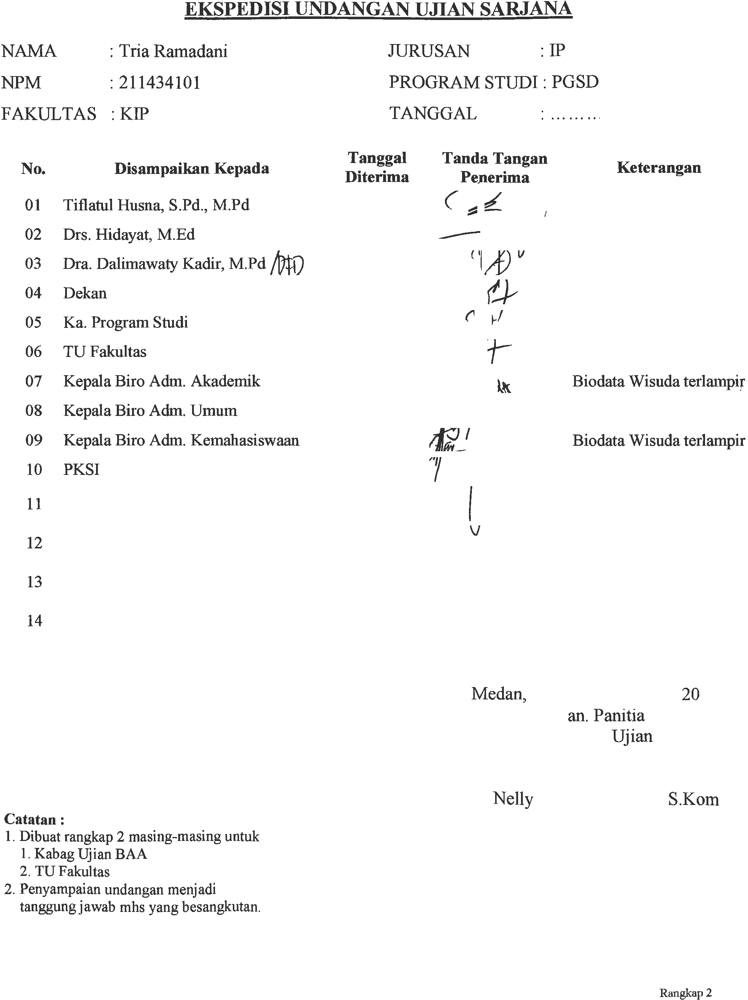 EKSPEDISI UNDANGAN UJIAN SARJANA
NAMA : Tria Ramadani JURUSAN : IP
NPM : 211434101 PROGRAM STUDI : PGSD
FAKULTAS : KIP TANGGAL : .........
No. Disampaikan Kepada Tanggal Diterima Tanda Tangan Penerima Keterangan
01 Tiflatul Husna, S.Pd., M.Pd
02 Drs. Hidayat, M.Ed
03 Dra. Dalimawaty Kadir, M.Pd
04 Dekan
05 Ka. Program Studi
06 TU Fakultas
07 Kepala Biro Adm. Akademik Biodata Wisuda terlampir
08 Kepala Biro Adm. Umum
09 Kepala Biro Adm. Kemahasiswaan Biodata Wisuda terlampir
10 PKSI
11
12
13
14
Medan, 20
an. Panitia
Ujian
Nelly S.Kom
Catatan :
1. Dibuat rangkap 2 masing-masing untuk
1. Kabag Ujian BAA
2. TU Fakultas
2. Penyampaian undangan menjadi
tanggung jawab mhs yang besangkutan.
Rangkap 2